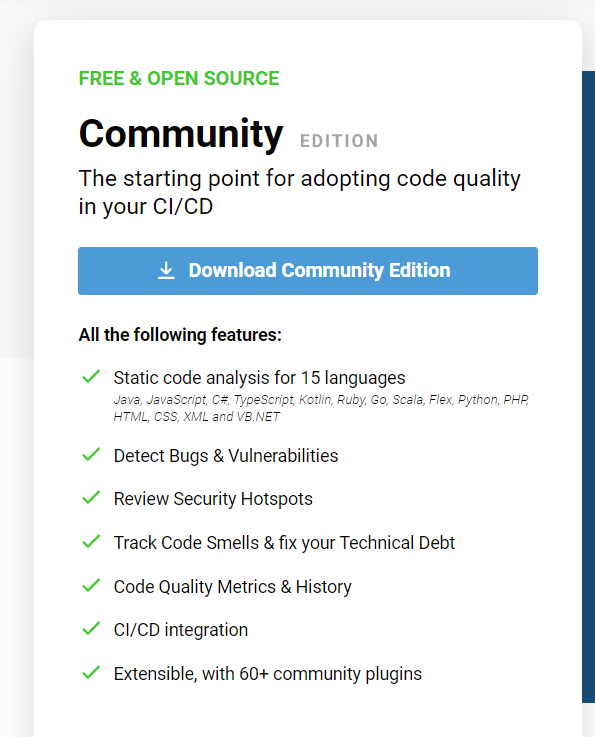 FREE & OPEN SOURCE
Community EDITION
The starting point for adopting code quality
in your CI/CD
Download Community Edition
All the following features:
Static code analysis for 15 languages
Java, JavaScript, C#, TypeScript, Kotlin, Ruby, Go, Scala, Flex, Python, PHP,
HTML, CSS, XML and VB.NET
Detect Bugs & Vulnerabilities
Review Security Hotspots
Track Code Smells & fix your Technical Debt
Code Quality Metrics & History
CI/CD integration
Extensible, with 60+ community plugins